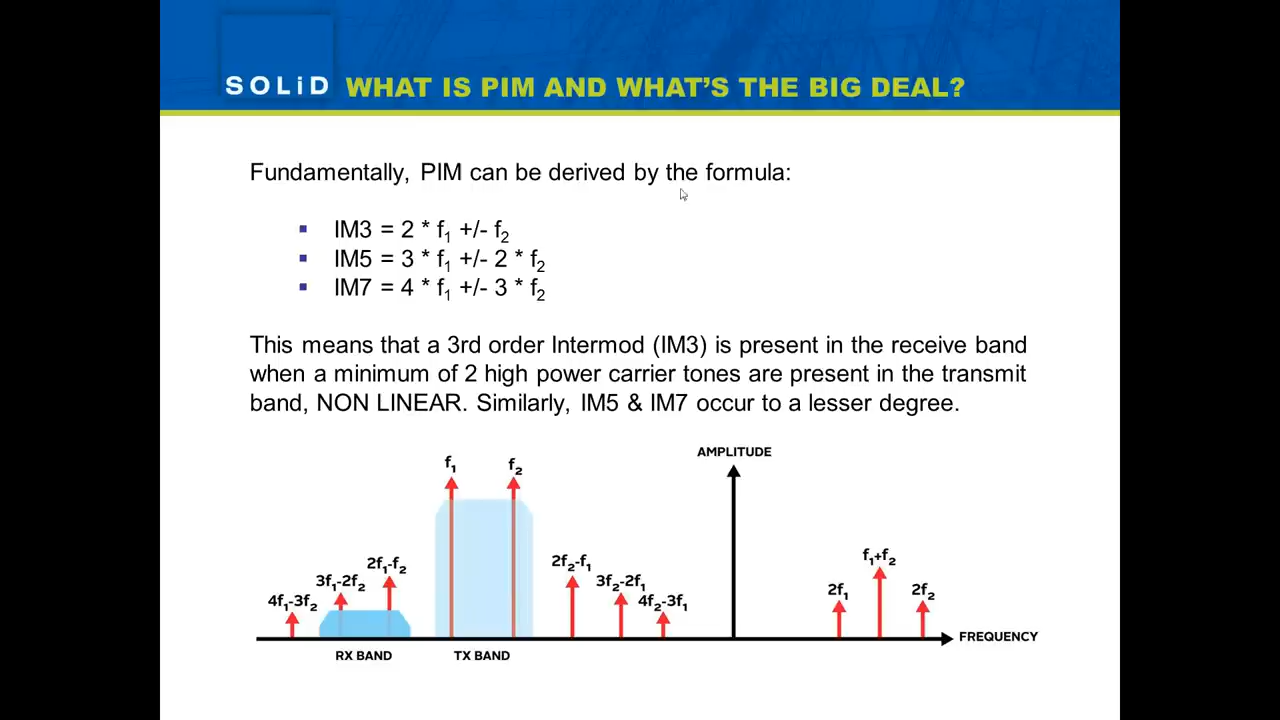 SOLiD WHAT IS PIM AND WHAT'S THE BIG DEAL?
Fundamentally, PIM can be derived by the formula:
▪ IM3 = 2 * f1 +/- f2
▪ IM5 = 3 * f1 +/- 2 * f2
▪ IM7 = 4 * f1 +/- 3 * f2
This means that a 3rd order Intermod (IM3) is present in the receive band
when a minimum of 2 high power carrier tones are present in the transmit
band, NON LINEAR. Similarly, IM5 & IM7 occur to a lesser degree.
AMPLITUDE
f1
f2
4f1-3f2
3f1-2f2
2f1-f2
2f2-f1
3f2-2f1
4f2-3f1
2f1
f1+f2
2f2
FREQUENCY
RX BAND
TX BAND